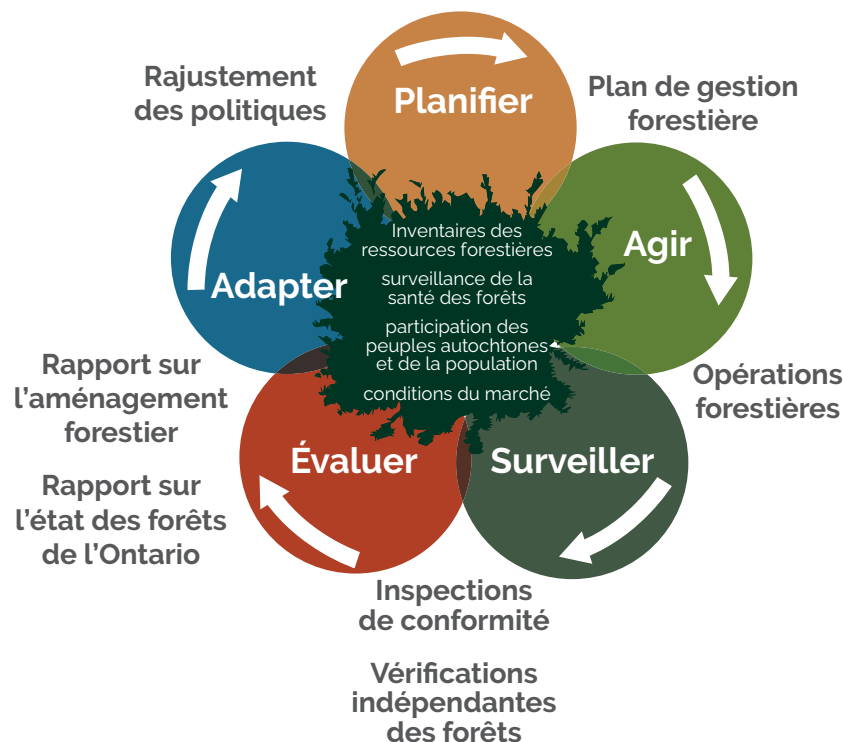 Planifier
Plan de gestion
forestière
Agir
Opérations
forestières
Surveiller
Inspections
de conformité
Vérifications
indépendantes
des forêts
Évaluer
Rapport sur
l'aménagement
forestier
Rapport sur
l'état des forêts
de l'Ontario
Adapter
Rajustement
des politiques
Inventaires des
ressources forestières
surveillance de la
santé des forêts
participation des
peuples autochtones
et de la population
conditions du marché